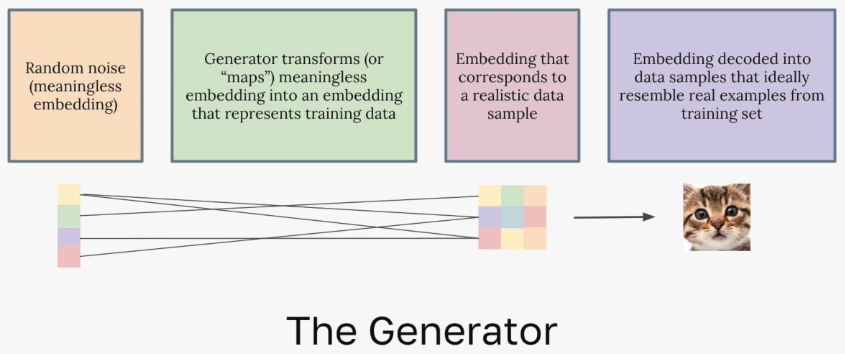 Random noise
(meaningless
embedding)
Generator transforms (or
“maps”) meaningless
embedding into an embedding
that represents training data
Embedding that
corresponds to
a realistic data
sample
Embedding decoded into
data samples that ideally
resemble real examples from
training set
The Generator